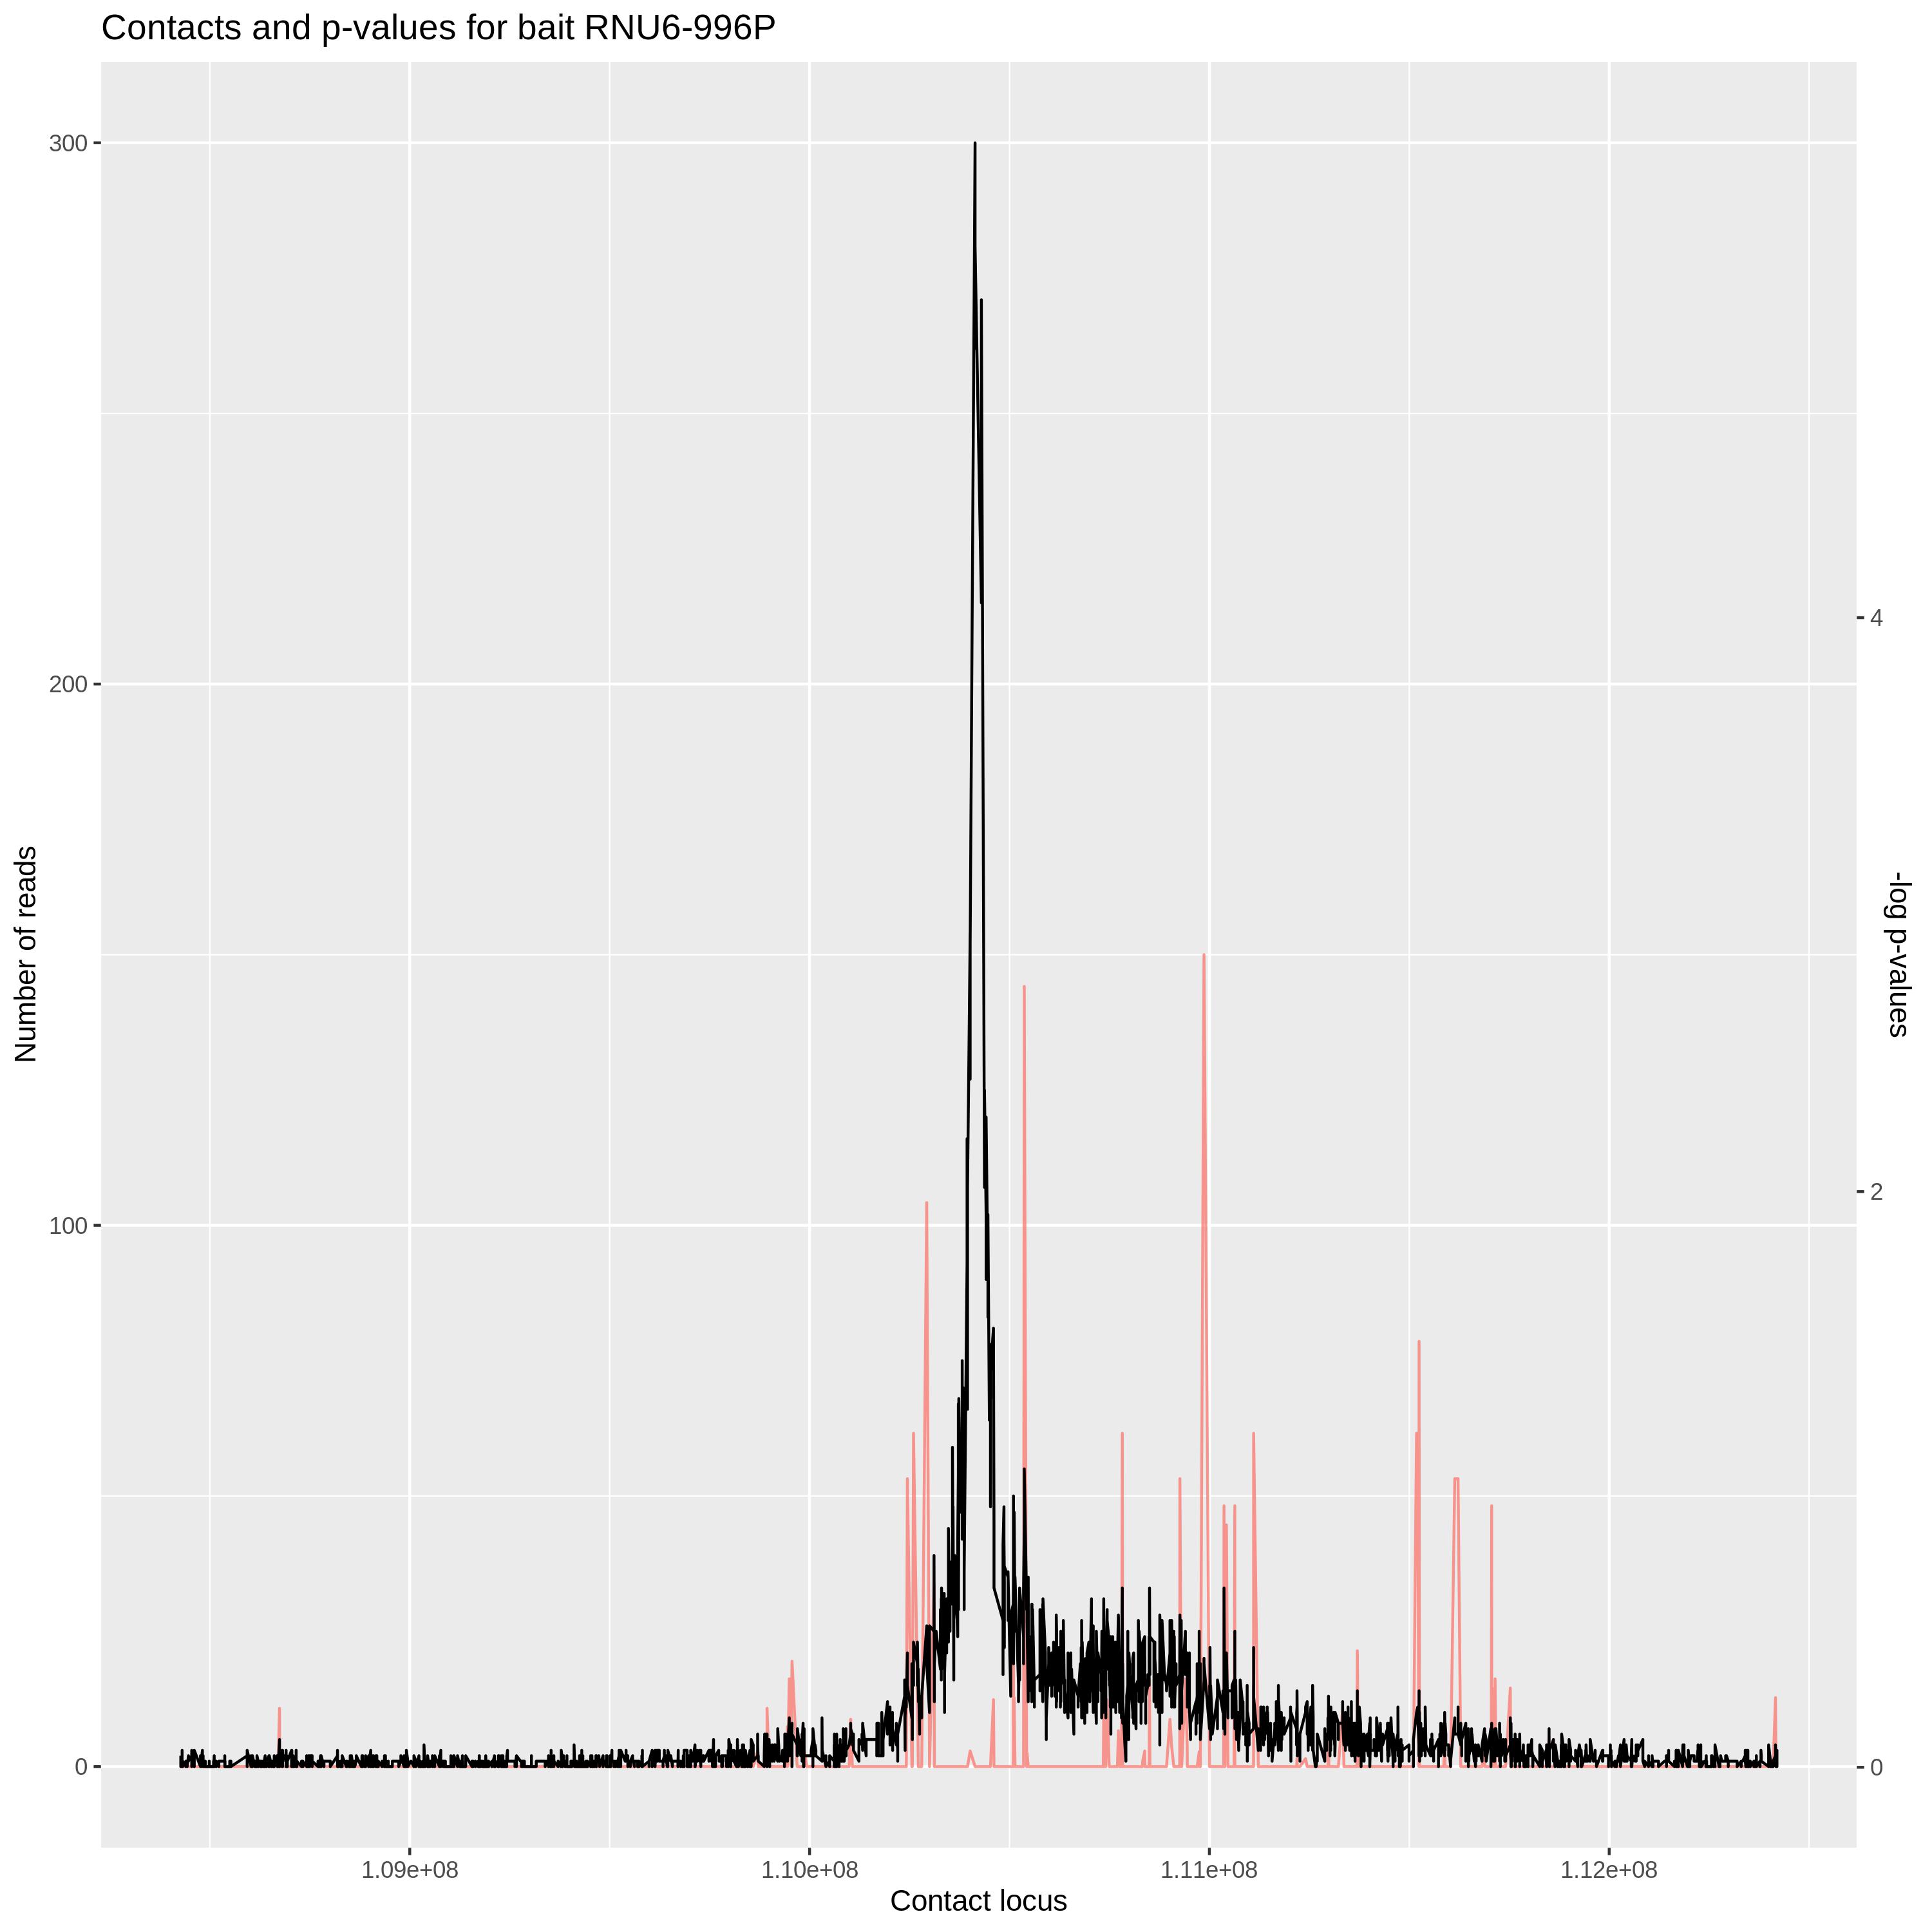 Contacts and p-values for bait RNU6-996P
300
200
100
0
Number of reads
4
2
0
-log p-values
1.09e+08
1.10e+08
1.11e+08
1.12e+08
Contact locus